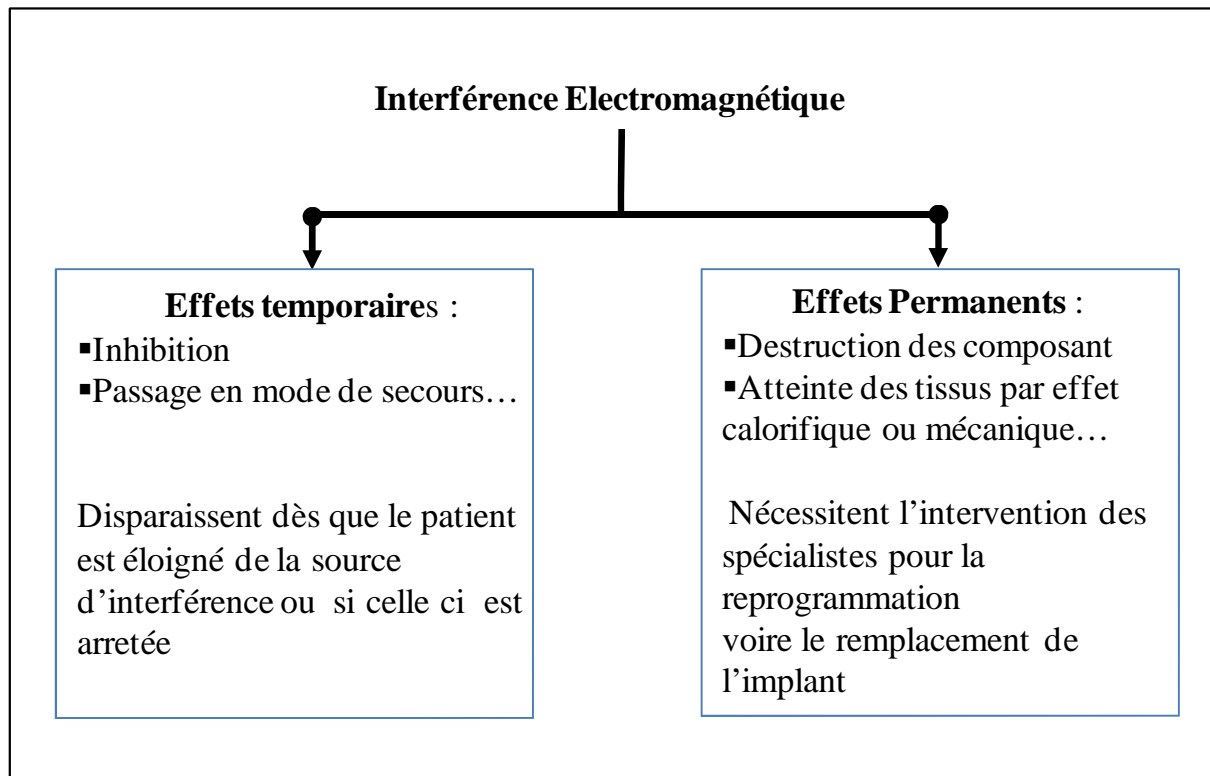 Interférence Electromagnétique
Effets temporaires :
▪Inhibition
▪Passage en mode de secours…
Disparaissent dès que le patient
est éloigné de la source
d’interférence ou si celle ci est
arretée
Effets Permanents :
▪Destruction des composant
▪Atteinte des tissus par effet
calorifique ou mécanique…
Nécessitent l’intervention des
spécialistes pour la
reprogrammation
voire le remplacement de
l’implant